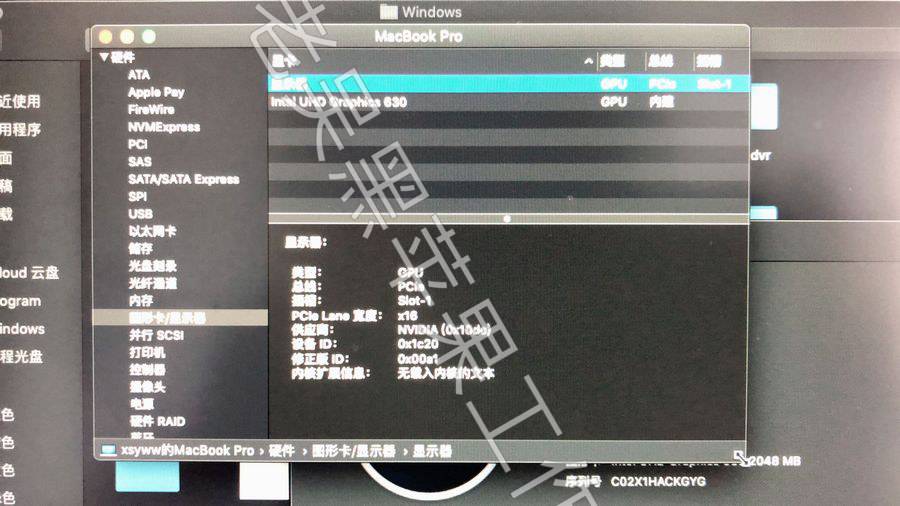 Windows
MacBook Pro
硬件
ATA
Apple Pay
FireWire
NVMExpress
PCI
SAS
SATA/SATA Express
SPI
USB
以太网卡
储存
光盘刻录
光纤通道
内存
图形卡/显示器
并行 SCSI
打印机
控制器
摄像头
电源
硬件 RAID
类型 总线 插槽
显示器 GPU PCIe Slot-1
Intel UHD Graphics 630 GPU 内建
显示器:
类型: GPU
总线: PCIe
插槽: Slot-1
PCIe Lane 宽度: x16
供应商: NVIDIA (0x10de)
设备 ID: 0x1c20
修正版 ID: 0x00a1
内核扩展信息: 无载入内核的文本
xsyww的MacBook Pro › 硬件 › 图形卡/显示器 › 显示器
近使用
用程序
面
稿
载
loud 云盘
ogram
indows
程光盘
色
色
色
色
dvr
2048 MB
序列号 C02X1HACKGYG
老吴黑苹果工作